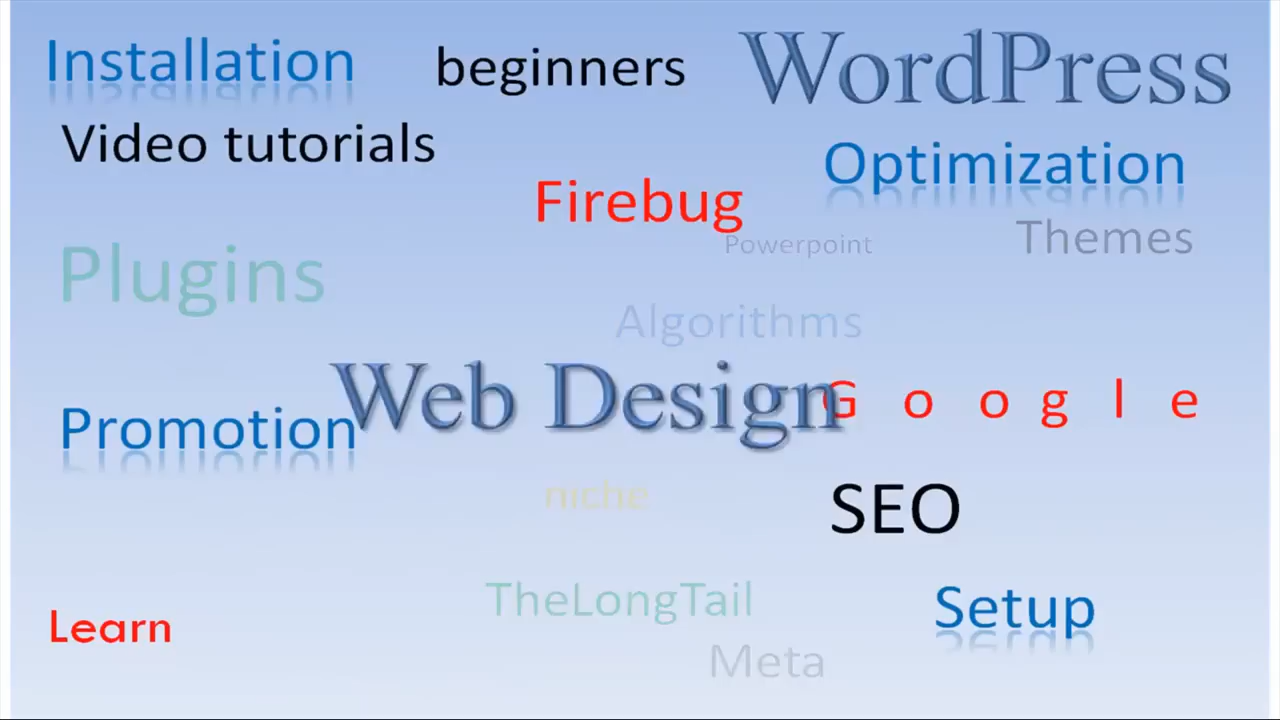 Installation
beginners
WordPress
Video tutorials
Optimization
Firebug
Powerpoint
Themes
Plugins
Algorithms
Web Design
Google
Promotion
niche
SEO
TheLongTail
Setup
Learn
Meta